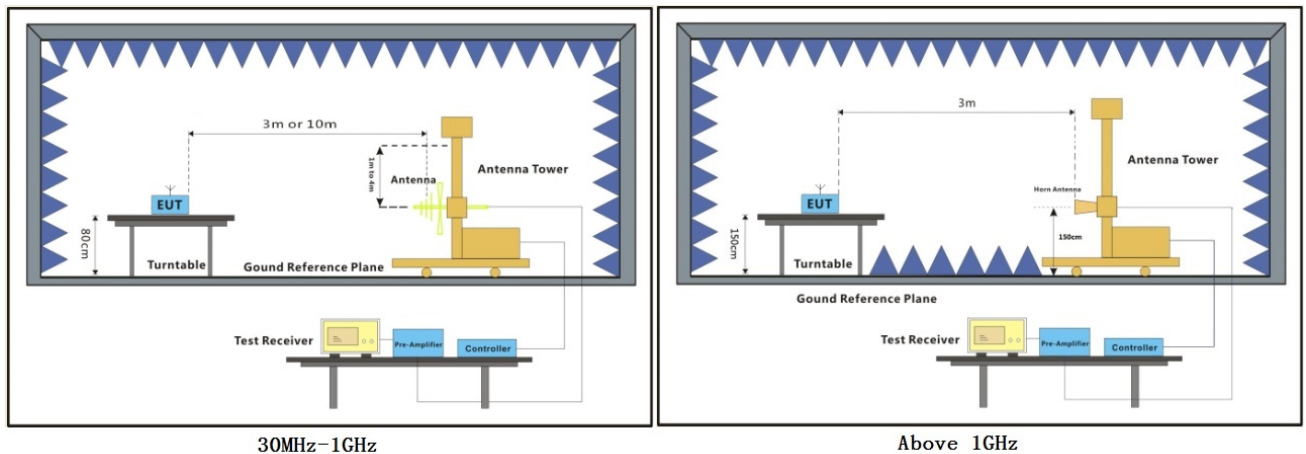 3m or 10m
1m to 4m
Antenna
Antenna Tower
EUT
80cm
Turntable
Gound Reference Plane
Test Receiver
Pre-Amplifier
Controller
30MHz-1GHz
3m
Antenna Tower
Horn Antenna
EUT
150cm
150cm
Turntable
Gound Reference Plane
Test Receiver
Pre-Amplifier
Controller
Above 1GHz